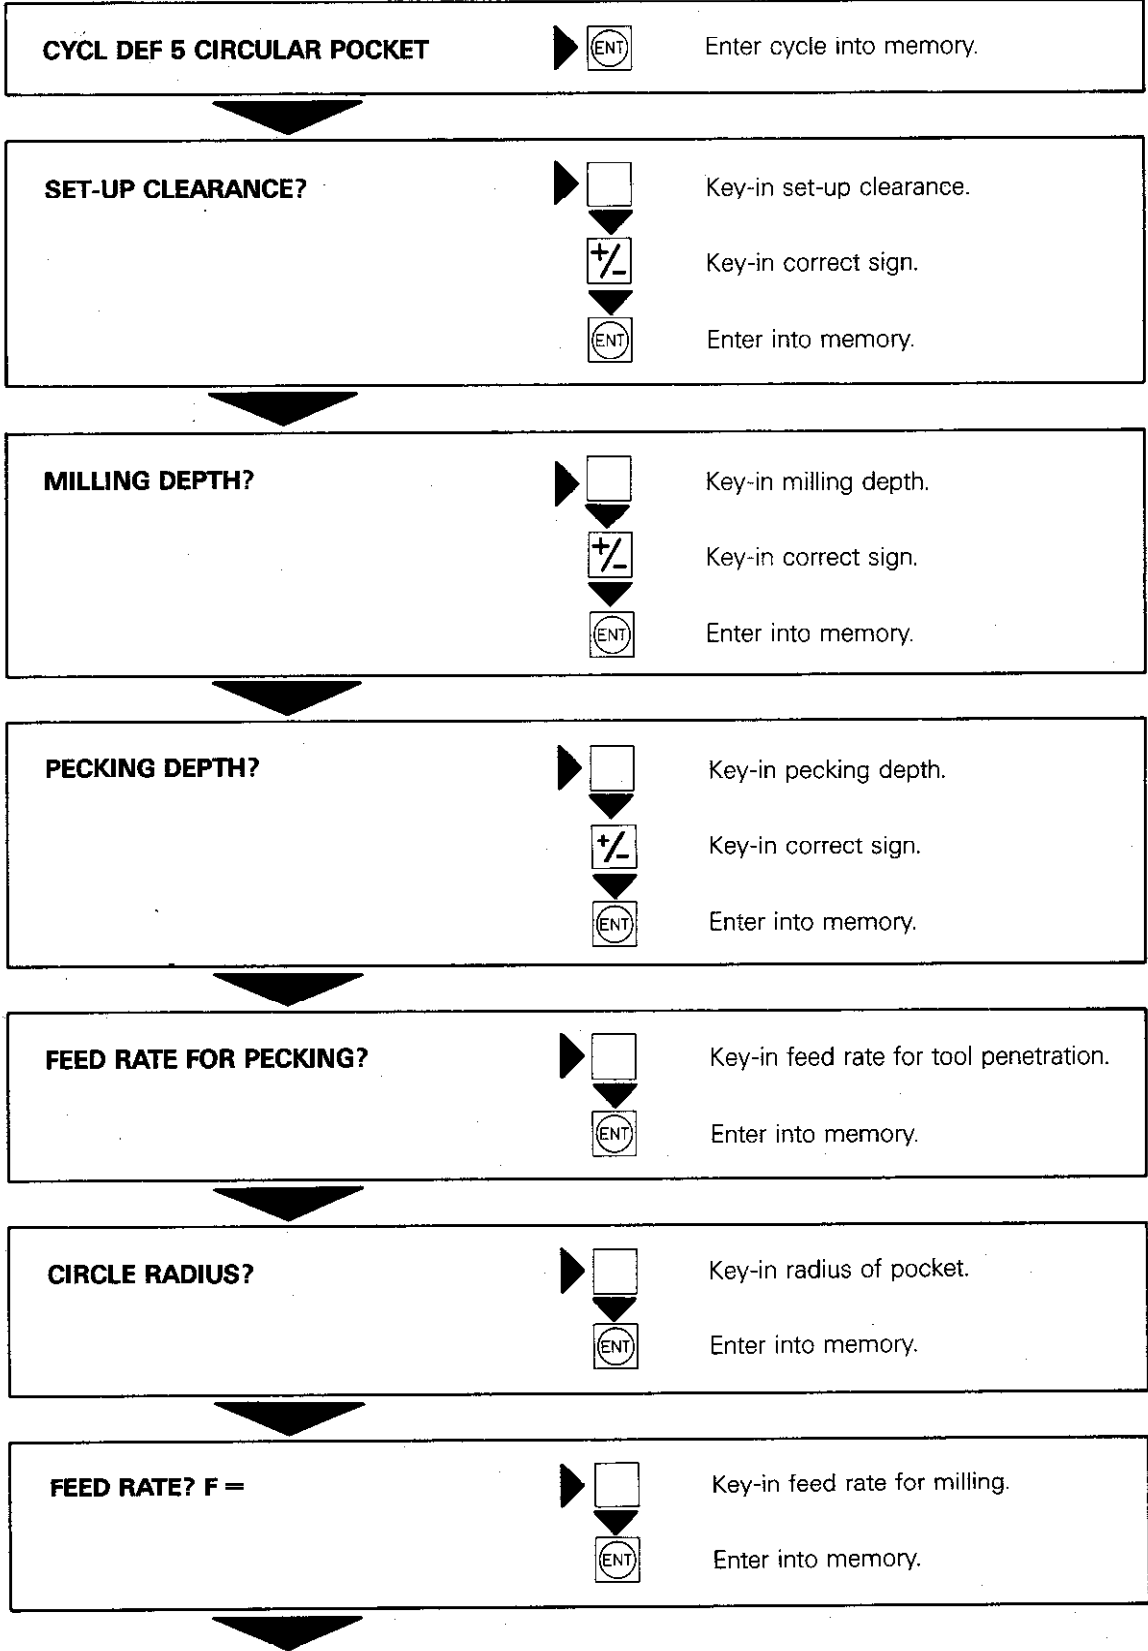 CYCL DEF 5 CIRCULAR POCKET
ENT
Enter cycle into memory.
SET-UP CLEARANCE?
Key-in set-up clearance.
+/-
Key-in correct sign.
ENT
Enter into memory.
MILLING DEPTH?
Key-in milling depth.
+/-
Key-in correct sign.
ENT
Enter into memory.
PECKING DEPTH?
Key-in pecking depth.
+/-
Key-in correct sign.
ENT
Enter into memory.
FEED RATE FOR PECKING?
Key-in feed rate for tool penetration.
ENT
Enter into memory.
CIRCLE RADIUS?
Key-in radius of pocket.
ENT
Enter into memory.
FEED RATE? F =
Key-in feed rate for milling.
ENT
Enter into memory.